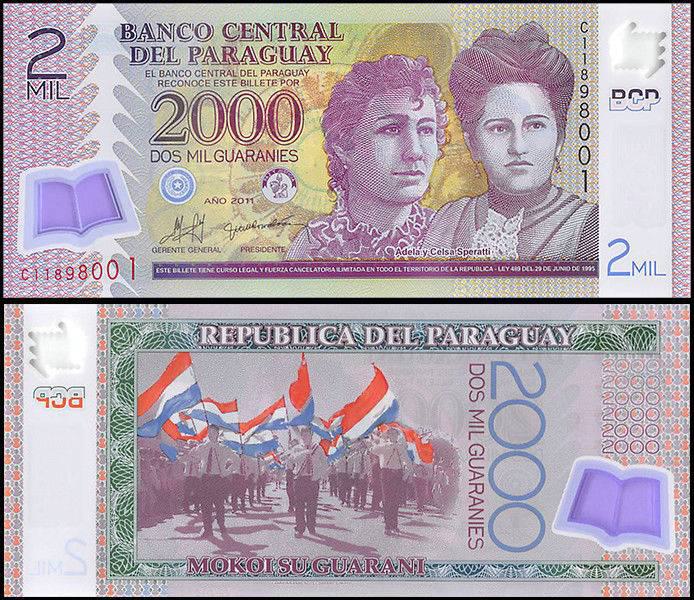 2
MIL
BANCO CENTRAL
DEL PARAGUAY
EL BANCO CENTRAL DEL PARAGUAY
RECONOCE ESTE BILLETE POR
2000
DOS MIL GUARANIES
AÑO 2011
GERENTE GENERAL PRESIDENTE
C11898001
Adela y Celsa Speratti
ESTE BILLETE TIENE CURSO LEGAL Y FUERZA CANCELATORIA ILIMITADA EN TODO EL TERRITORIO DE LA REPUBLICA - LEY 489 DEL 29 DE JUNIO DE 1995
C11898001
BCP
2 MIL
REPUBLICA DEL PARAGUAY
BCP
2000
DOS MIL GUARANIES
MOKOI SU GUARANI
2 MIL